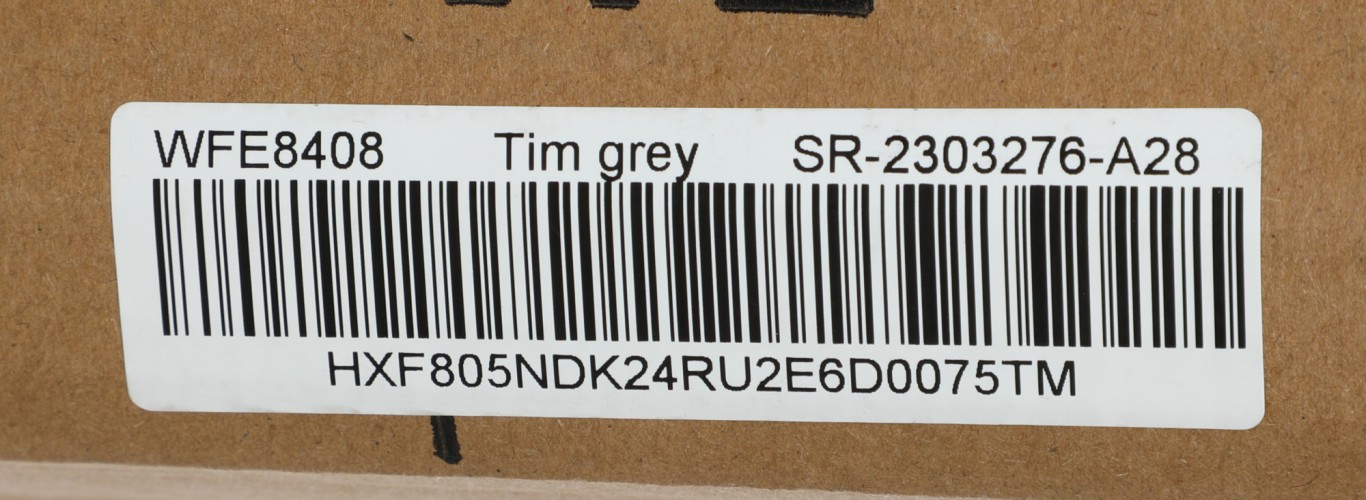 WFE8408 Tim grey SR-2303276-A28
HXF805NDK24RU2E6D0075TM